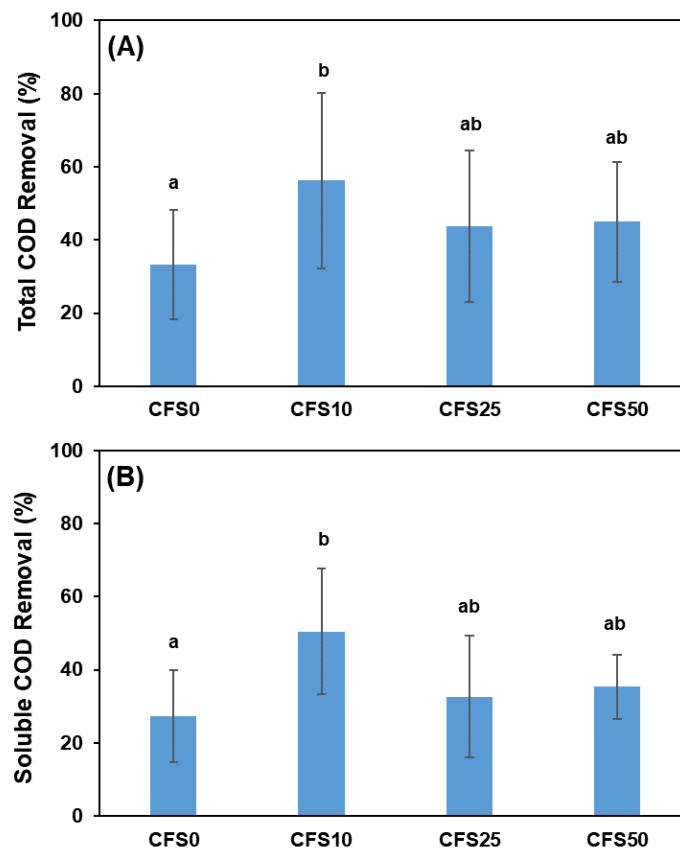 (A)
Total COD Removal (%)
100
80
60
40
20
0
a
b
ab
ab
CFS0 CFS10 CFS25 CFS50
(B)
Soluble COD Removal (%)
100
80
60
40
20
0
a
b
ab
ab
CFS0 CFS10 CFS25 CFS50